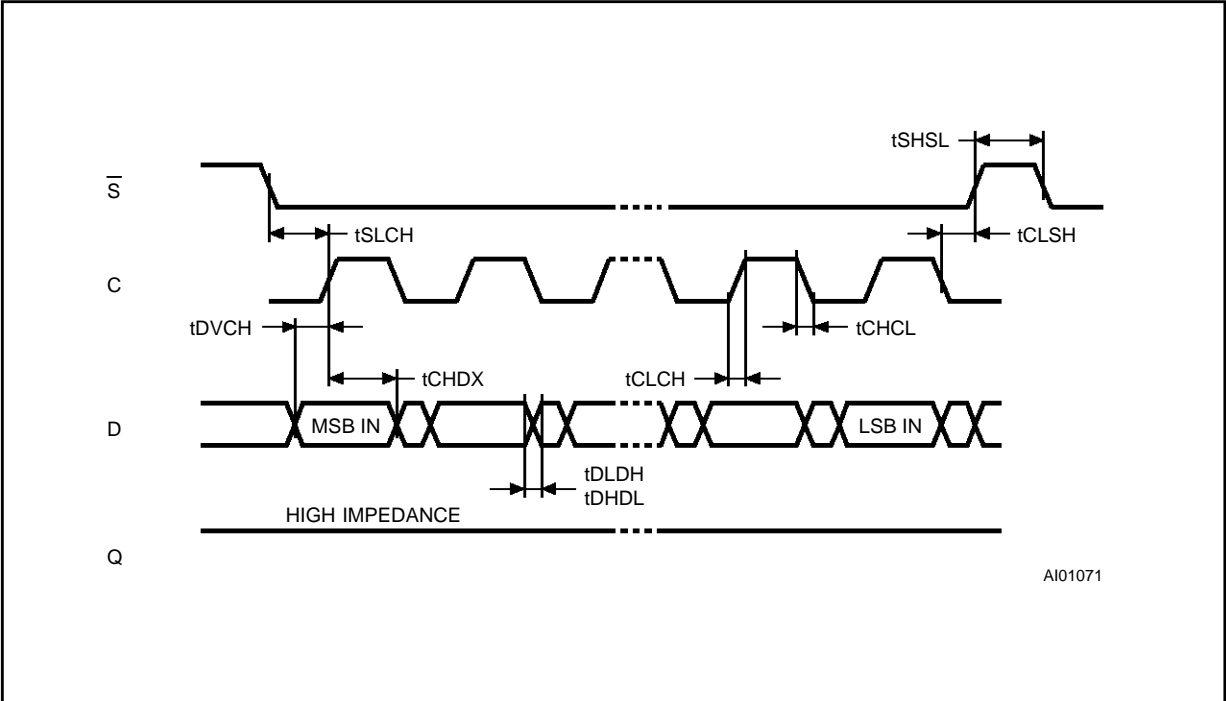 tSHSL
S̅
tSLCH
tCLSH
C
tDVCH
tCHCL
tCHDX
tCLCH
D
MSB IN
LSB IN
tDLDH
tDHDL
HIGH IMPEDANCE
Q
AI01071